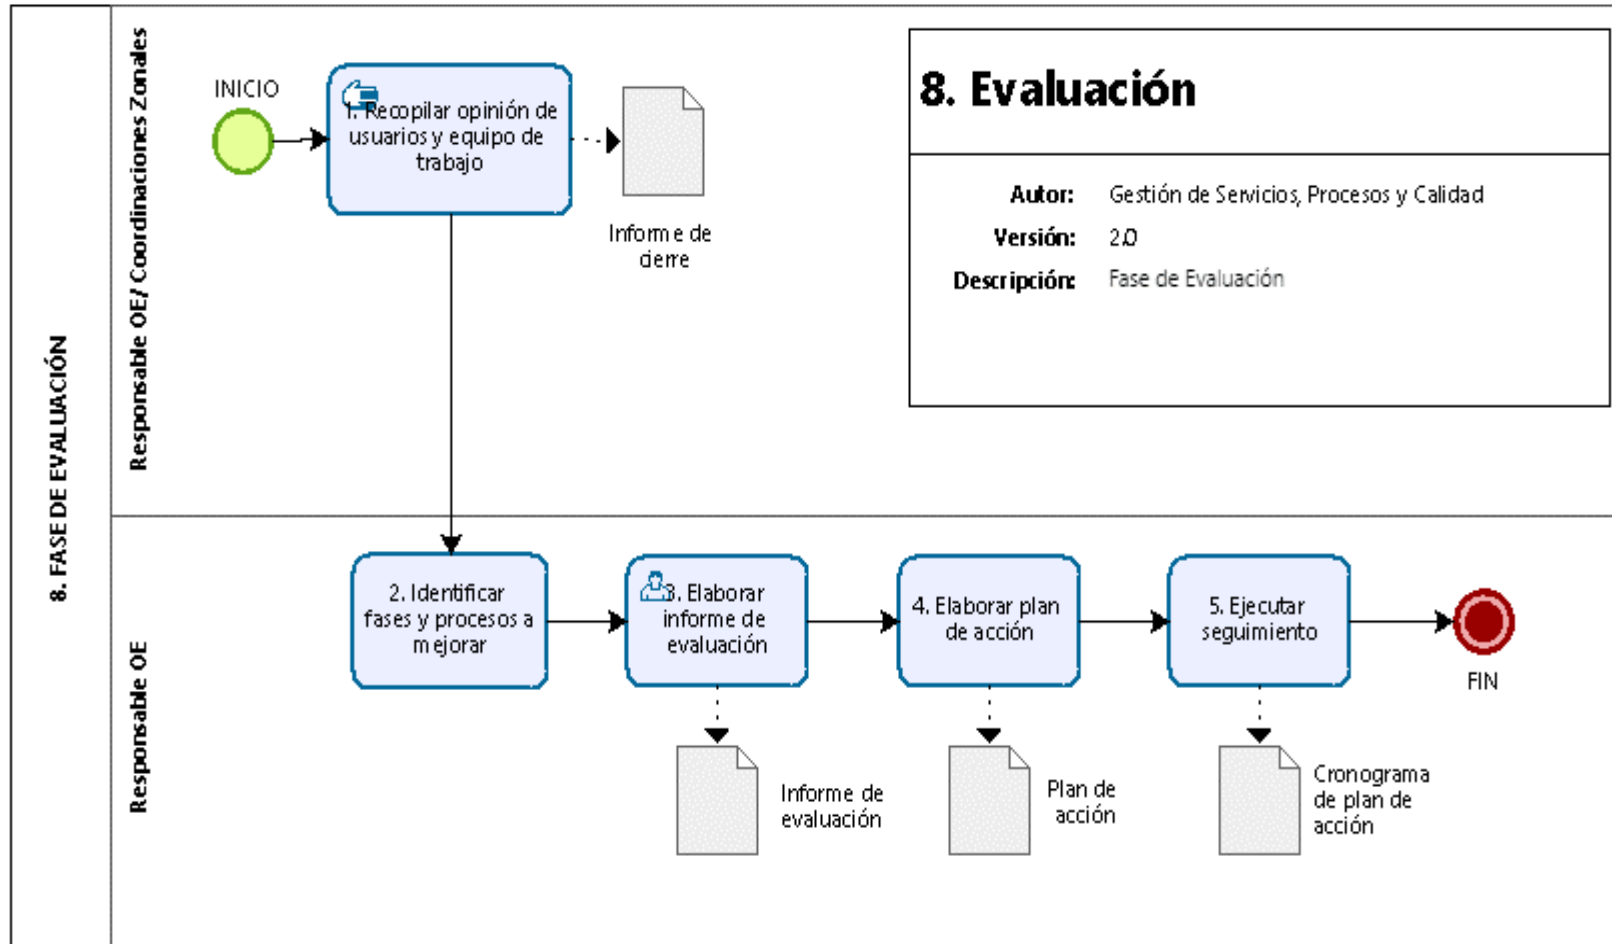 8. FASE DE EVALUACIÓN
Responsable OE/ Coordinaciones Zonales
INICIO
1. Recopilar opinión de
usuarios y equipo de
trabajo
Informe de
cierre
8. Evaluación
Autor: Gestión de Servicios, Procesos y Calidad
Versión: 2.0
Descripción: Fase de Evaluación
Responsable OE
2. Identificar
fases y procesos a
mejorar
3. Elaborar
informe de
evaluación
4. Elaborar plan
de acción
5. Ejecutar
seguimiento
FIN
Informe de
evaluación
Plan de
acción
Cronograma
de plan de
acción